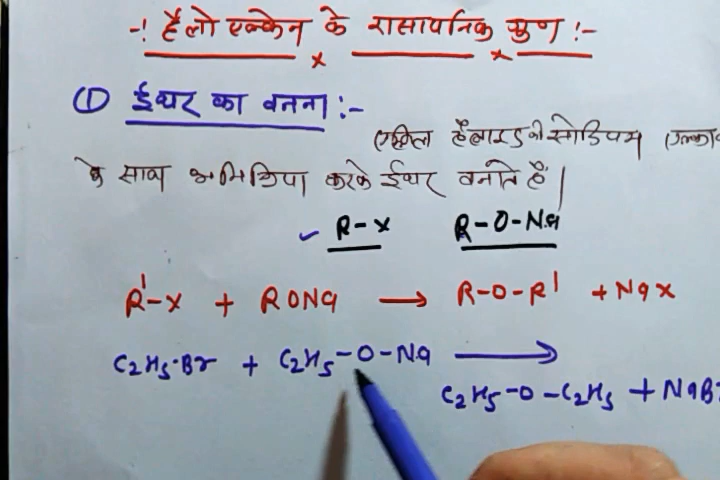 -: हैलो एल्केन के रासायनिक गुण :-
① ईथर का बनना :-
एल्किल हैलाइड को सोडियम
के साथ अभिक्रिया करके ईथर बनाते हैं।
R-X R-O-Na
R'-X + RONa → R-O-R' + NaX
C₂H₅-Br + C₂H₅-O-Na →
C₂H₅-O-C₂H₅ + NaBr